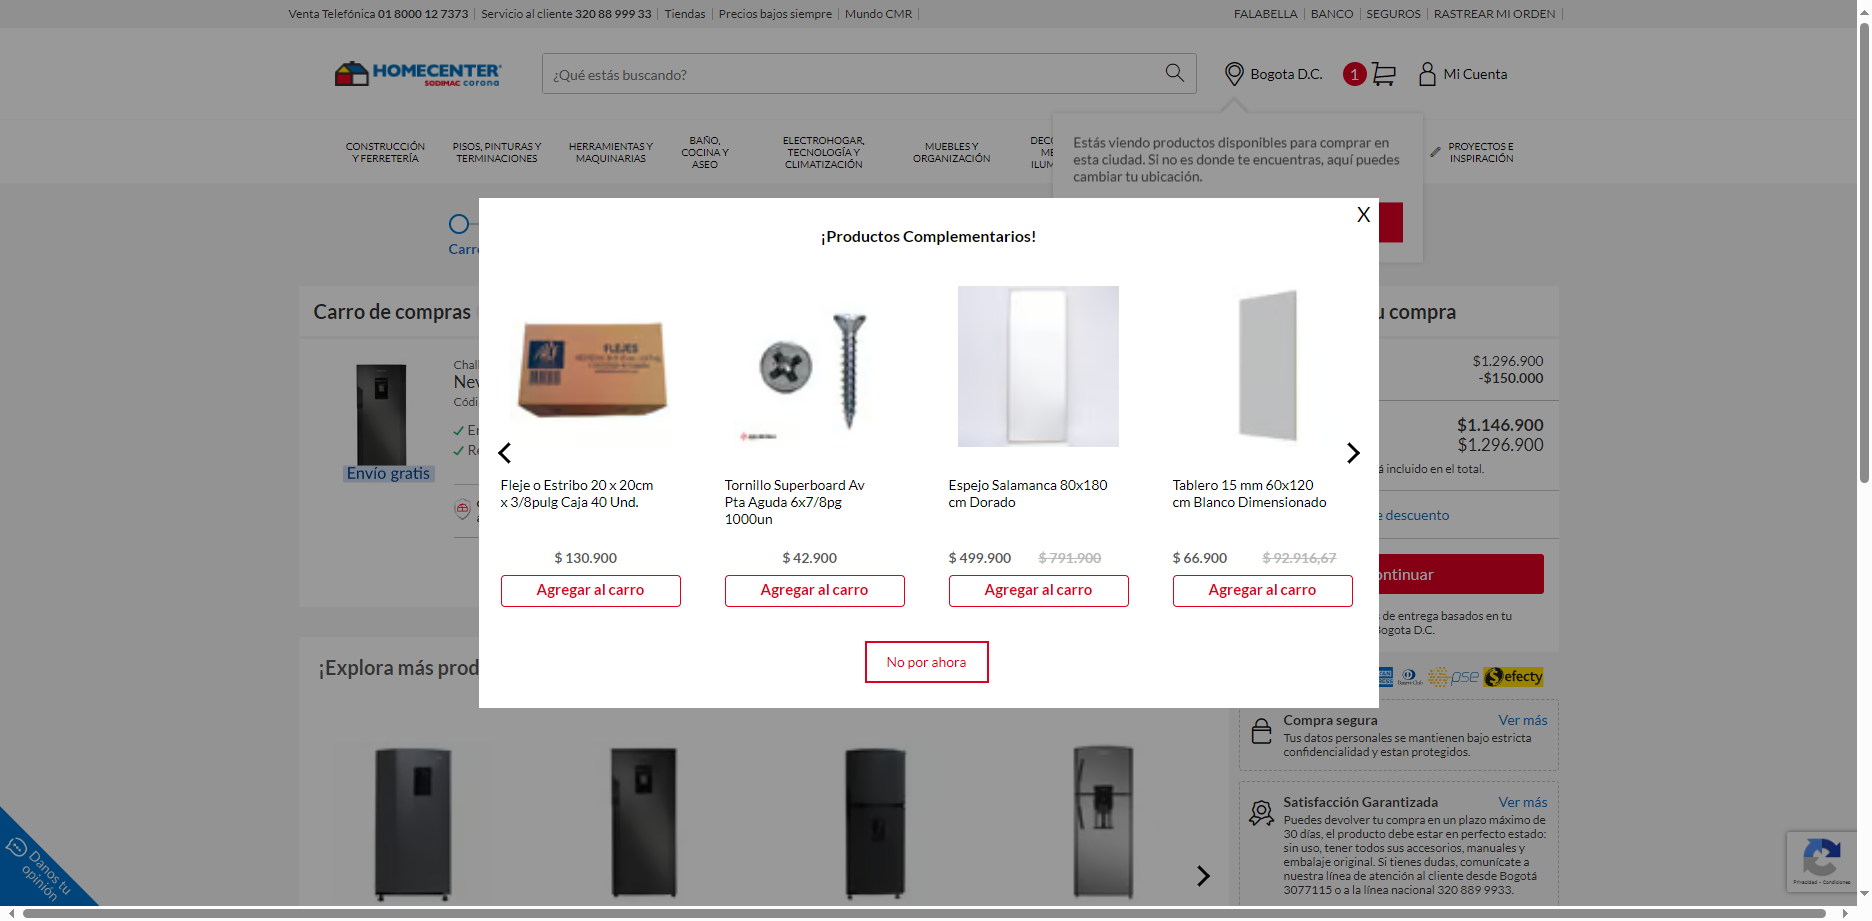 Venta Telefónica 01 8000 12 7373
Servicio al cliente 320 88 999 33
Tiendas
Precios bajos siempre
Mundo CMR
FALABELLA
BANCO
SEGUROS
RASTREAR MI ORDEN
HOMECENTER
SODIMAC corona
¿Qué estás buscando?
Bogota D.C.
1
Mi Cuenta
CONSTRUCCIÓN
Y FERRETERÍA
PISOS, PINTURAS Y
TERMINACIONES
HERRAMIENTAS Y
MAQUINARIAS
BAÑO,
COCINA Y
ASEO
ELECTROHOGAR,
TECNOLOGÍA Y
CLIMATIZACIÓN
MUEBLES Y
ORGANIZACIÓN
PROYECTOS E
INSPIRACIÓN
Estás viendo productos disponibles para comprar en
esta ciudad. Si no es donde te encuentras, aquí puedes
cambiar tu ubicación.
X
¡Productos Complementarios!
FLEJES
Fleje o Estribo 20 x 20cm
x 3/8pulg Caja 40 Und.
$ 130.900
Agregar al carro
Tornillo Superboard Av
Pta Aguda 6x7/8pg
1000un
$ 42.900
Agregar al carro
Espejo Salamanca 80x180
cm Dorado
$ 499.900 $ 791.900
Agregar al carro
Tablero 15 mm 60x120
cm Blanco Dimensionado
$ 66.900 $ 92.916,67
Agregar al carro
No por ahora
Carro de compras
Envío gratis
compra
$1.296.900
-$150.000
$1.146.900
$1.296.900
incluido en el total.
descuento
de entrega basados en tu
Bogota D.C.
pse
efecty
¡Explora más
Compra segura
Ver más
Tus datos personales se mantienen bajo estricta
confidencialidad y estan protegidos.
Satisfacción Garantizada
Ver más
Puedes devolver tu compra en un plazo máximo de
30 días, el producto debe estar en perfecto estado:
sin uso, tener todos sus accesorios, manuales y
embalaje original. Si tienes dudas, comunícate a
nuestra línea de atención al cliente desde Bogotá
3077115 o a la línea nacional 320 889 9933.
Danos tu
opinión
Privacidad - Condiciones